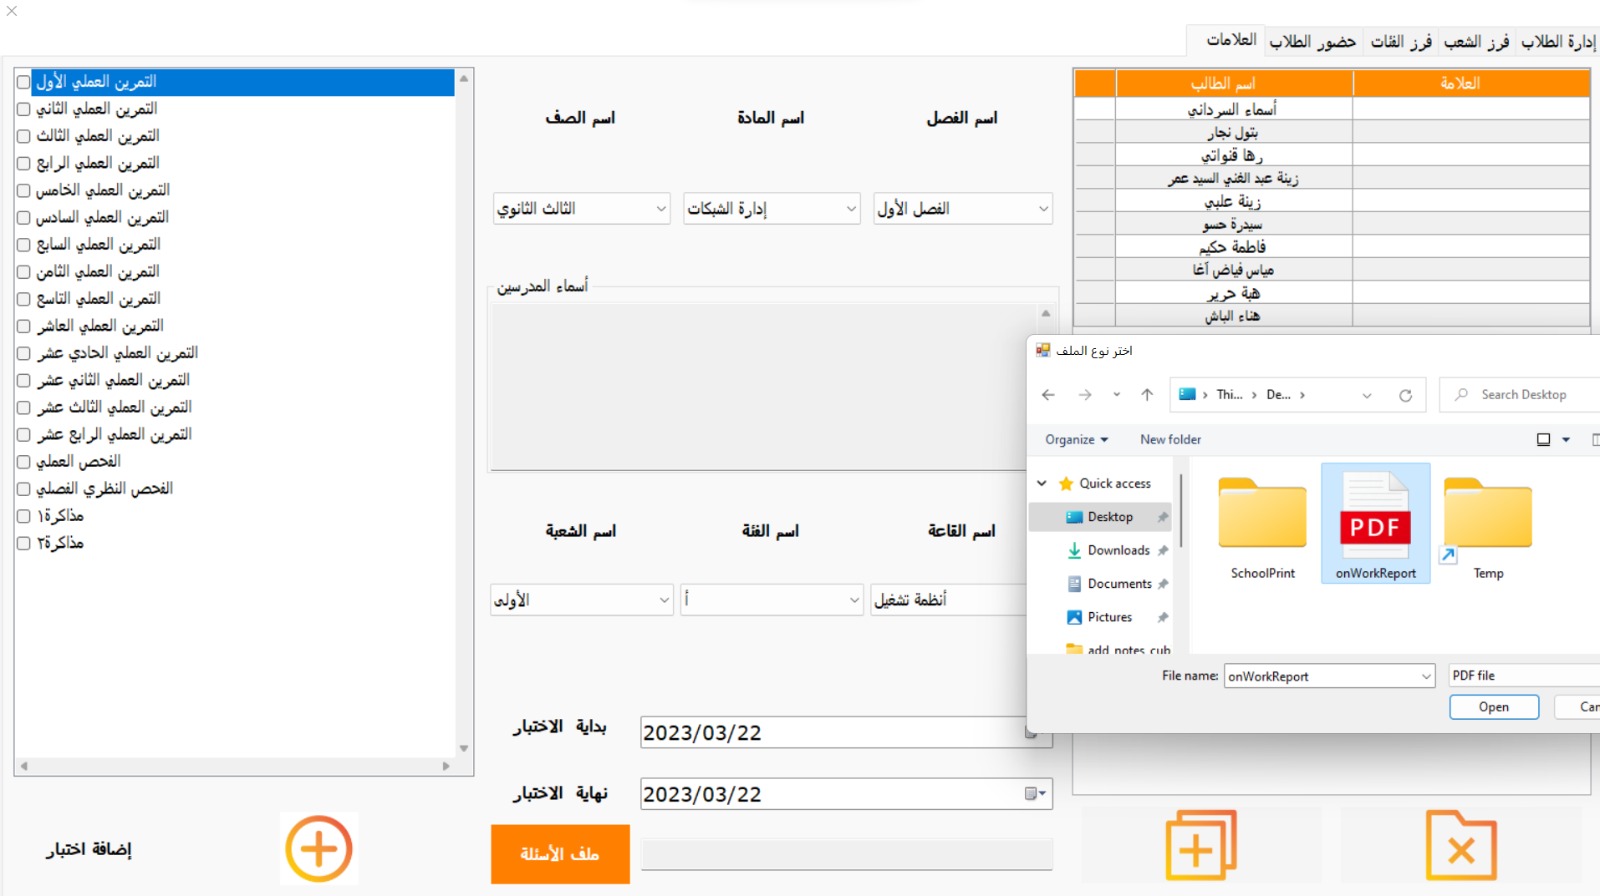 إدارة الطلاب
فرز الشعب
فرز الفئات
حضور الطلاب
العلامات
اسم الطالب
العلامة
أسماء السرداني
بتول نجار
رها قنواتي
زينة عبد الغني السيد عمر
زينة علبي
سيدرة حسو
فاطمة حكيم
مياس فياض آغا
هبة حرير
هناء الباش
اسم الفصل
اسم المادة
اسم الصف
الفصل الأول
إدارة الشبكات
الثالث الثانوي
أسماء المدرسين
اسم القاعة
اسم الفئة
اسم الشعبة
أنظمة تشغيل
أ
الأولى
بداية الاختبار
2023/03/22
نهاية الاختبار
2023/03/22
ملف الأسئلة
التمرين العملي الأول
التمرين العملي الثاني
التمرين العملي الثالث
التمرين العملي الرابع
التمرين العملي الخامس
التمرين العملي السادس
التمرين العملي السابع
التمرين العملي الثامن
التمرين العملي التاسع
التمرين العملي العاشر
التمرين العملي الحادي عشر
التمرين العملي الثاني عشر
التمرين العملي الثالث عشر
التمرين العملي الرابع عشر
الفحص العملي
الفحص النظري الفصلي
مذاكرة١
مذاكرة٢
إضافة اختبار
اختر نوع الملف
Thi...
De...
Search Desktop
Organize
New folder
Quick access
Desktop
Downloads
Documents
Pictures
add_notes_cub
SchoolPrint
PDF
onWorkReport
Temp
File name:
onWorkReport
PDF file
Open
Can